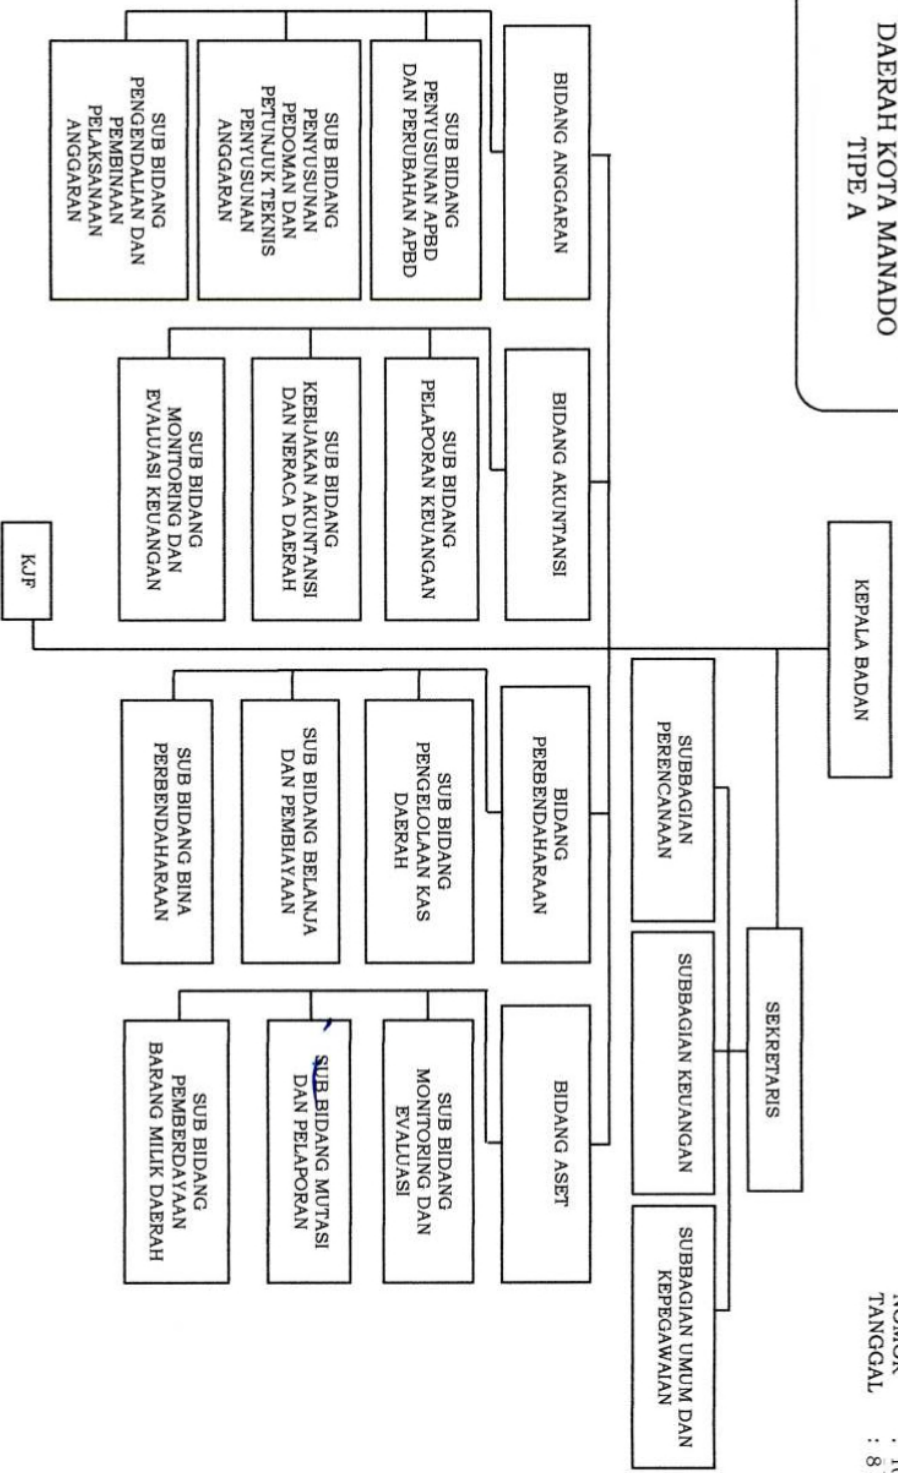 DAERAH KOTA MANADO
TIPE A
TANGGAL : 8
KEPALA BADAN
SEKRETARIS
SUBBAGIAN
PERENCANAAN
SUBBAGIAN KEUANGAN
SUBBAGIAN UMUM DAN
KEPEGAWAIAN
BIDANG ANGGARAN
SUB BIDANG
PENYUSUNAN APBD
DAN PERUBAHAN APBD
SUB BIDANG
PENYUSUNAN
PEDOMAN DAN
PETUNJUK TEKNIS
PENYUSUNAN
ANGGARAN
SUB BIDANG
PENGENDALIAN DAN
PEMBINAAN
PELAKSANAAN
ANGGARAN
BIDANG AKUNTANSI
SUB BIDANG
PELAPORAN KEUANGAN
SUB BIDANG
KEBIJAKAN AKUNTANSI
DAN NERACA DAERAH
SUB BIDANG
MONITORING DAN
EVALUASI KEUANGAN
BIDANG
PERBENDAHARAAN
SUB BIDANG
PENGELOLAAN KAS
DAERAH
SUB BIDANG BELANJA
DAN PEMBIAYAAN
SUB BIDANG BINA
PERBENDAHARAAN
BIDANG ASET
SUB BIDANG
MONITORING DAN
EVALUASI
SUB BIDANG MUTASI
DAN PELAPORAN
SUB BIDANG
PEMBERDAYAAN
BARANG MILIK DAERAH
KJF